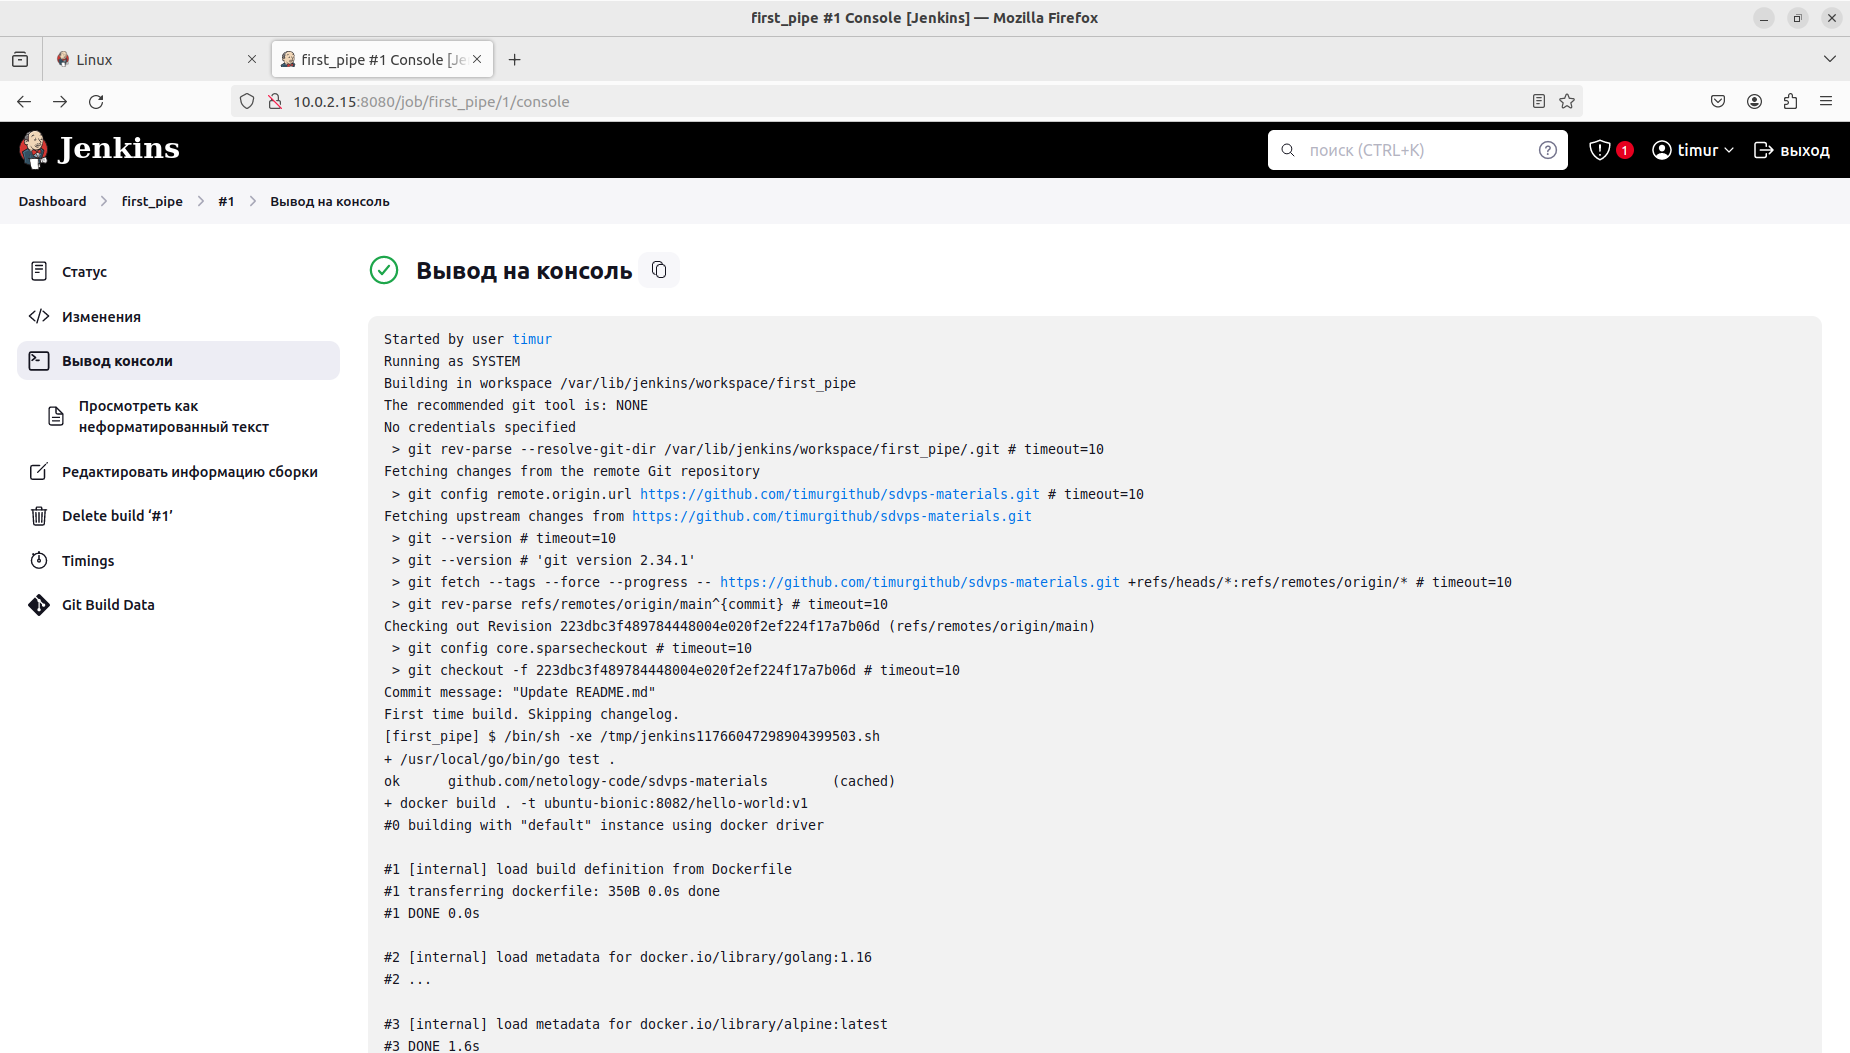 first_pipe #1 Console [Jenkins] — Mozilla Firefox
Linux
first_pipe #1 Console [Je
10.0.2.15:8080/job/first_pipe/1/console
Jenkins
поиск (CTRL+K)
1
timur
выход
Dashboard
first_pipe
#1
Вывод на консоль
Статус
Изменения
Вывод консоли
Просмотреть как
неформатированный текст
Редактировать информацию сборки
Delete build ‘#1’
Timings
Git Build Data
Вывод на консоль
Started by user timur
Running as SYSTEM
Building in workspace /var/lib/jenkins/workspace/first_pipe
The recommended git tool is: NONE
No credentials specified
> git rev-parse --resolve-git-dir /var/lib/jenkins/workspace/first_pipe/.git # timeout=10
Fetching changes from the remote Git repository
> git config remote.origin.url https://github.com/timurgithub/sdvps-materials.git # timeout=10
Fetching upstream changes from https://github.com/timurgithub/sdvps-materials.git
> git --version # timeout=10
> git --version # 'git version 2.34.1'
> git fetch --tags --force --progress -- https://github.com/timurgithub/sdvps-materials.git +refs/heads/*:refs/remotes/origin/* # timeout=10
> git rev-parse refs/remotes/origin/main^{commit} # timeout=10
Checking out Revision 223dbc3f489784448004e020f2ef224f17a7b06d (refs/remotes/origin/main)
> git config core.sparsecheckout # timeout=10
> git checkout -f 223dbc3f489784448004e020f2ef224f17a7b06d # timeout=10
Commit message: "Update README.md"
First time build. Skipping changelog.
[first_pipe] $ /bin/sh -xe /tmp/jenkins11766047298904399503.sh
+ /usr/local/go/bin/go test .
ok github.com/netology-code/sdvps-materials (cached)
+ docker build . -t ubuntu-bionic:8082/hello-world:v1
#0 building with "default" instance using docker driver
#1 [internal] load build definition from Dockerfile
#1 transferring dockerfile: 350B 0.0s done
#1 DONE 0.0s
#2 [internal] load metadata for docker.io/library/golang:1.16
#2 ...
#3 [internal] load metadata for docker.io/library/alpine:latest
#3 DONE 1.6s